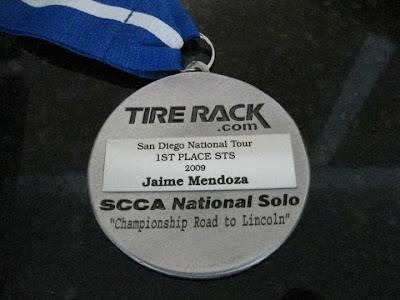 TIRE RACK
.com
San Diego National Tour
1ST PLACE STS
2009
Jaime Mendoza
SCCA National Solo
"Championship Road to Lincoln"